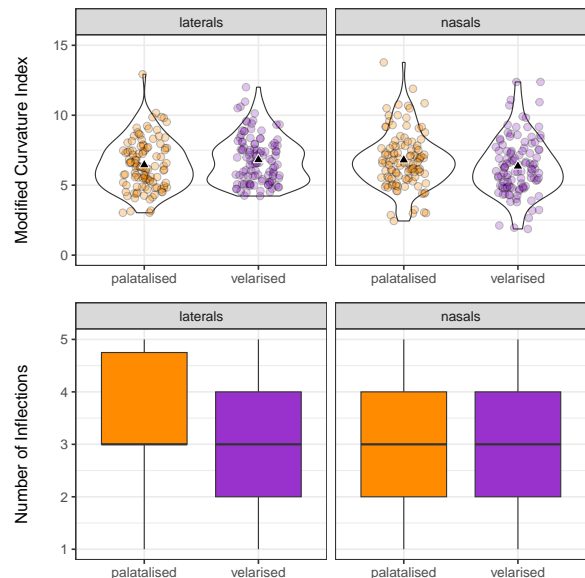 laterals nasals
15
10
5
0
Modified Curvature Index
palatalised velarised palatalised velarised
laterals nasals
5
4
3
2
1
Number of Inflections
palatalised velarised palatalised velarised